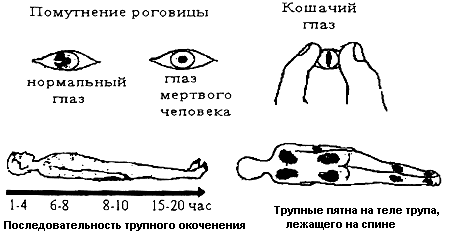 Помутнение роговицы
Кошачий
глаз
нормальный
глаз
глаз
мертвого
человека
1-4 6-8 8-10 15-20 час
Последовательность трупного окоченения
Трупные пятна на теле трупа,
лежащего на спине